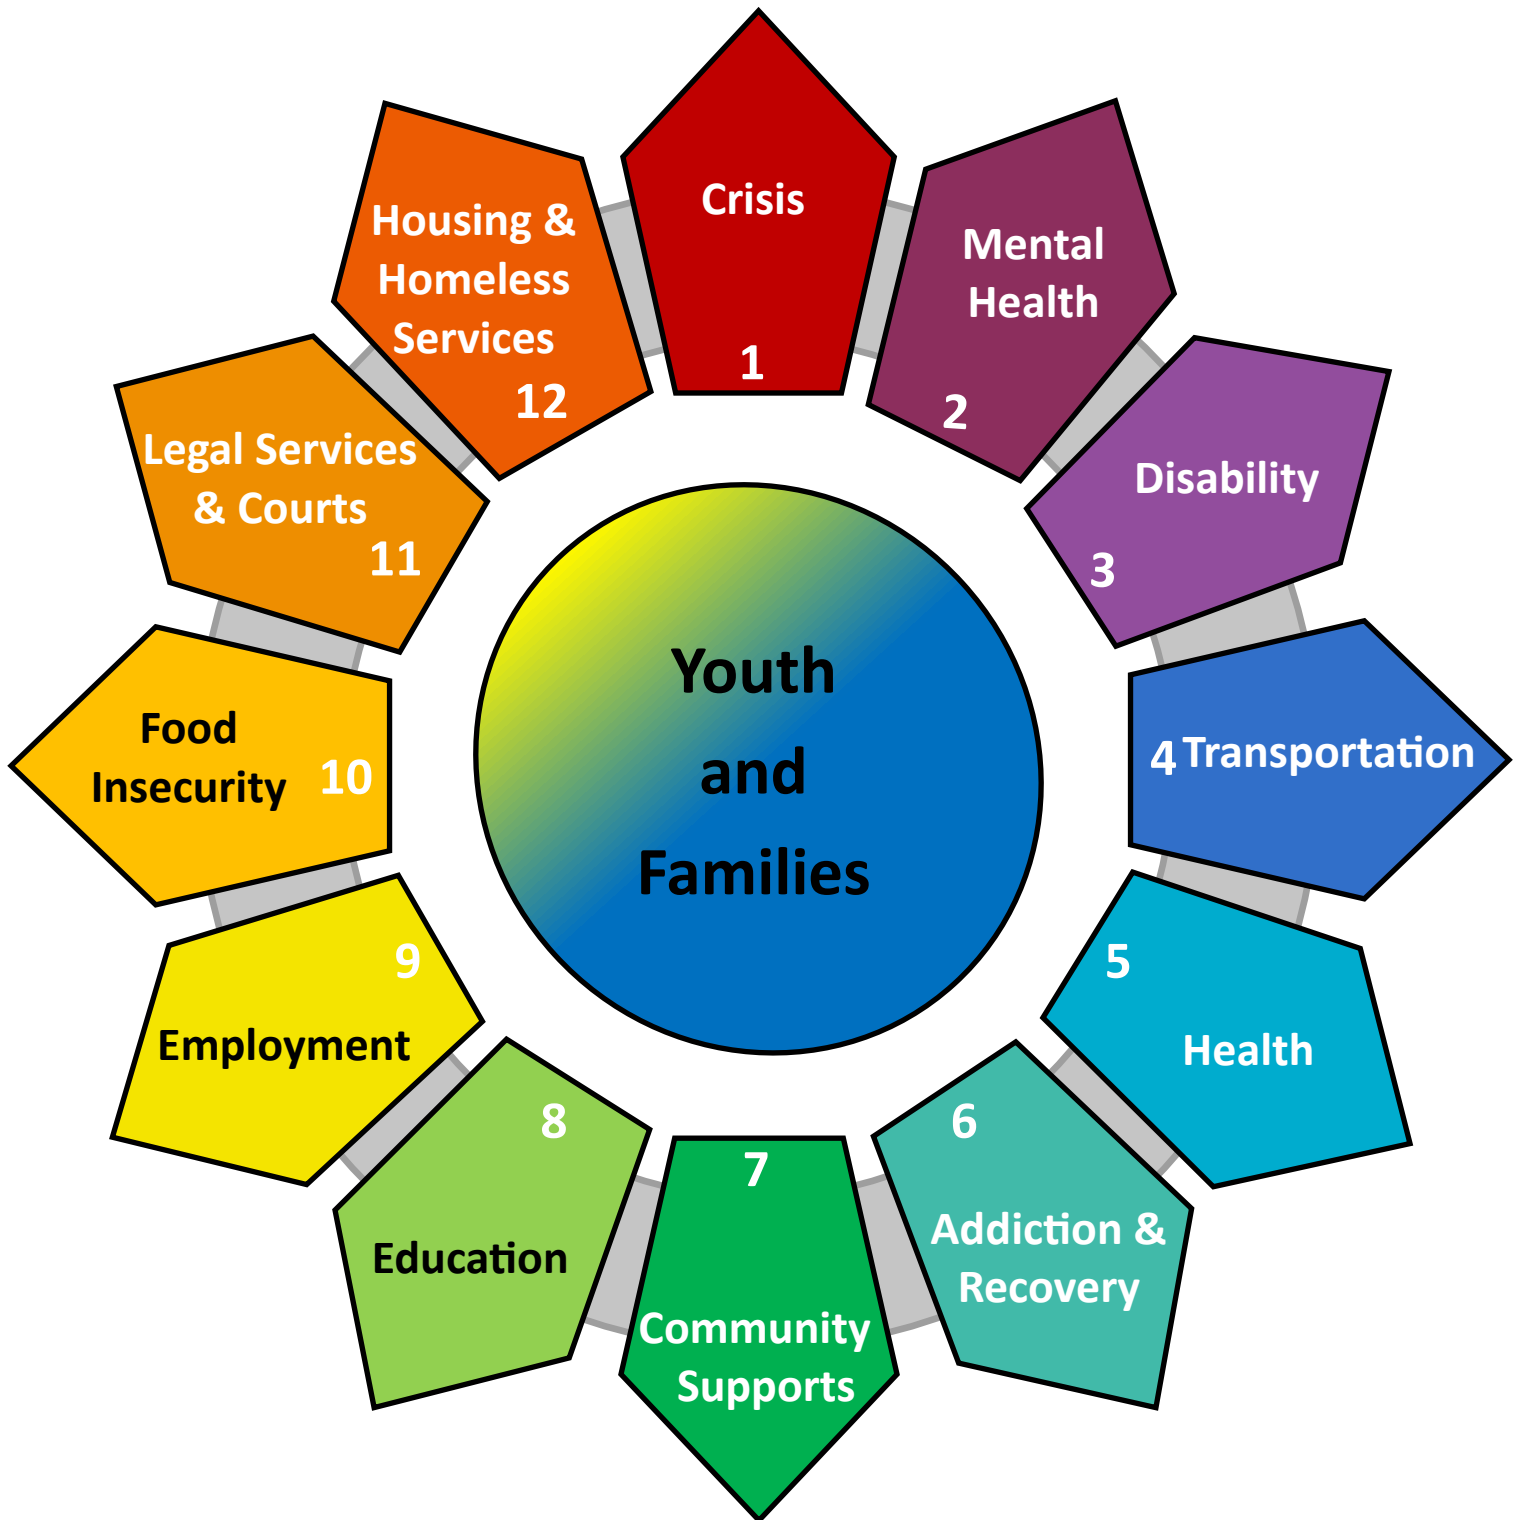 Crisis
1
Mental
Health
2
Disability
3
4 Transportation
5
Health
6
Addiction &
Recovery
7
Community
Supports
8
Education
9
Employment
Food
Insecurity
10
Legal Services
& Courts
11
Housing &
Homeless
Services
12
Youth
and
Families